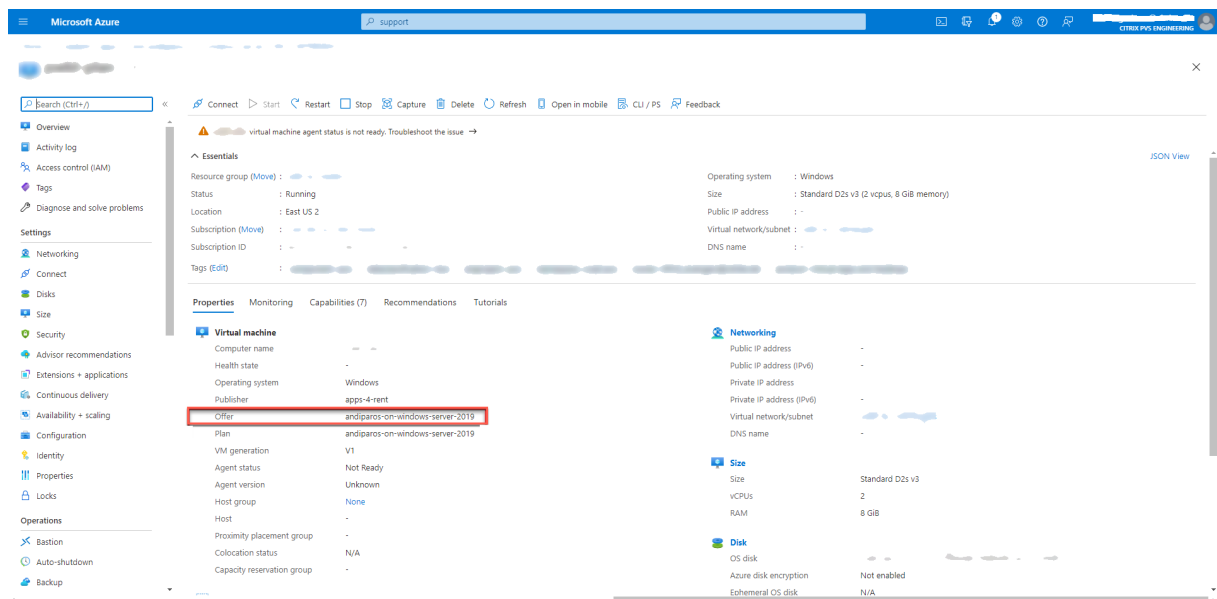 Microsoft Azure
support
1
CITRIX PVS ENGINEERING
Search (Ctrl+/)
«
Connect
Start
Restart
Stop
Capture
Delete
Refresh
Open in mobile
CLI / PS
Feedback
virtual machine agent status is not ready. Troubleshoot the issue →
Essentials
JSON View
Resource group (Move) :
Status : Running
Location : East US 2
Subscription (Move) :
Subscription ID :
Tags (Edit) :
Operating system : Windows
Size : Standard D2s v3 (2 vcpus, 8 GiB memory)
Public IP address : -
Virtual network/subnet :
DNS name : -
Overview
Activity log
Access control (IAM)
Tags
Diagnose and solve problems
Settings
Networking
Connect
Disks
Size
Security
Advisor recommendations
Extensions + applications
Continuous delivery
Availability + scaling
Configuration
Identity
Properties
Locks
Operations
Bastion
Auto-shutdown
Backup
Properties Monitoring Capabilities (7) Recommendations Tutorials
Virtual machine
Computer name
Health state -
Operating system Windows
Publisher apps-4-rent
Offer andiparos-on-windows-server-2019
Plan andiparos-on-windows-server-2019
VM generation V1
Agent status Not Ready
Agent version Unknown
Host group None
Host -
Proximity placement group -
Colocation status N/A
Capacity reservation group -
Networking
Public IP address -
Public IP address (IPv6) -
Private IP address
Private IP address (IPv6) -
Virtual network/subnet
DNS name -
Size
Size Standard D2s v3
vCPUs 2
RAM 8 GiB
Disk
OS disk
Azure disk encryption Not enabled
Ephemeral OS disk N/A